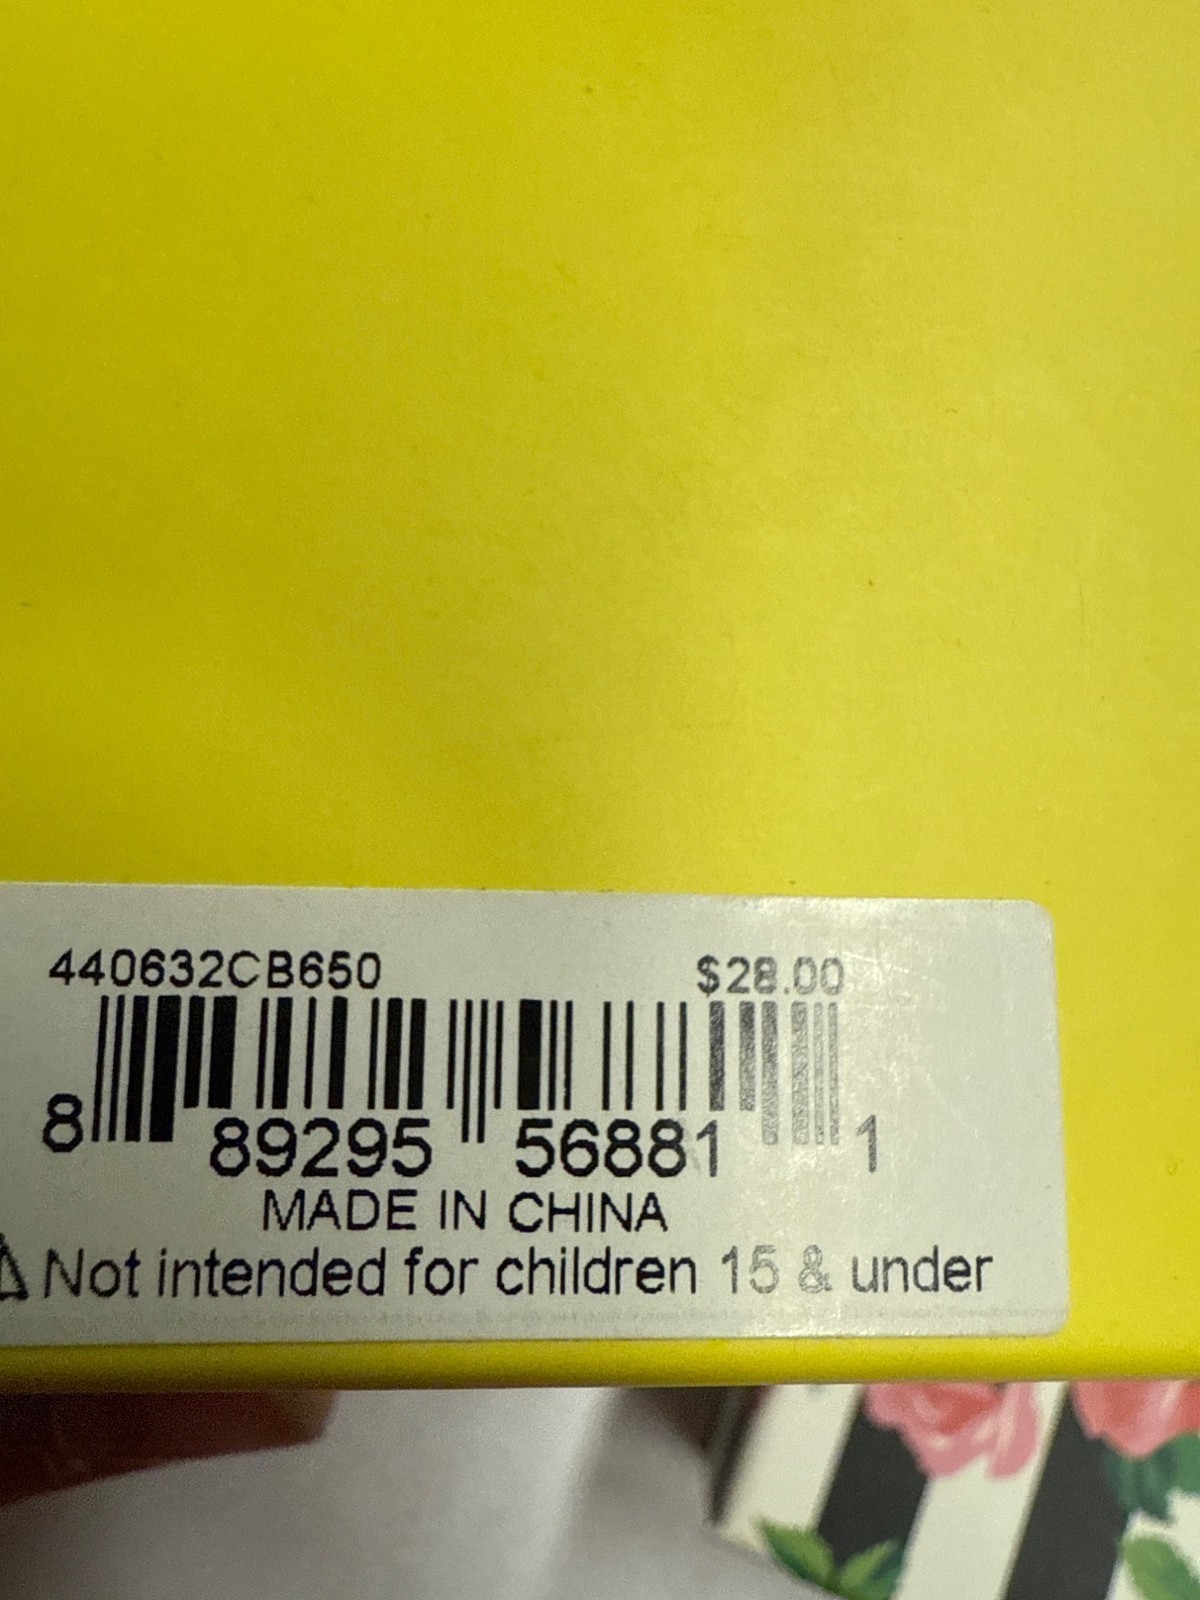 440632CB650 $28.00
8 89295 56881 1
MADE IN CHINA
⚠ Not intended for children 15 & under